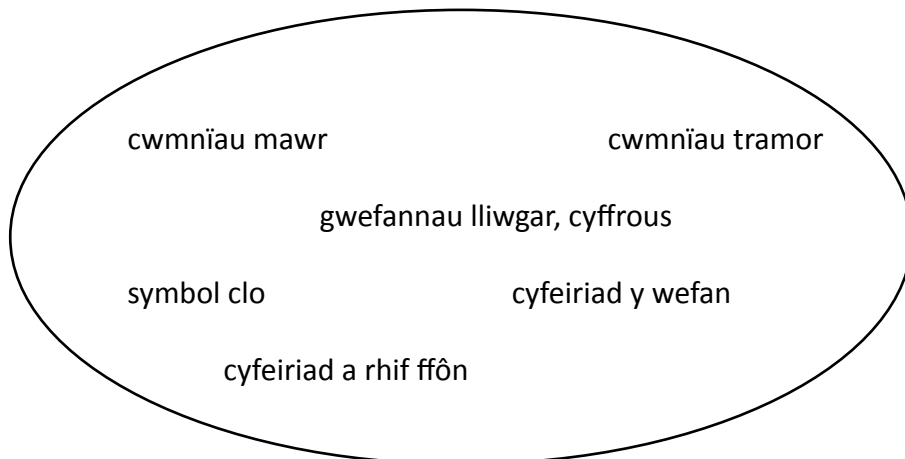 cwmnïau mawr
cwmnïau tramor
gwefannau lliwgar, cyffrous
symbol clo
cyfeiriad y wefan
cyfeiriad a rhif ffôn